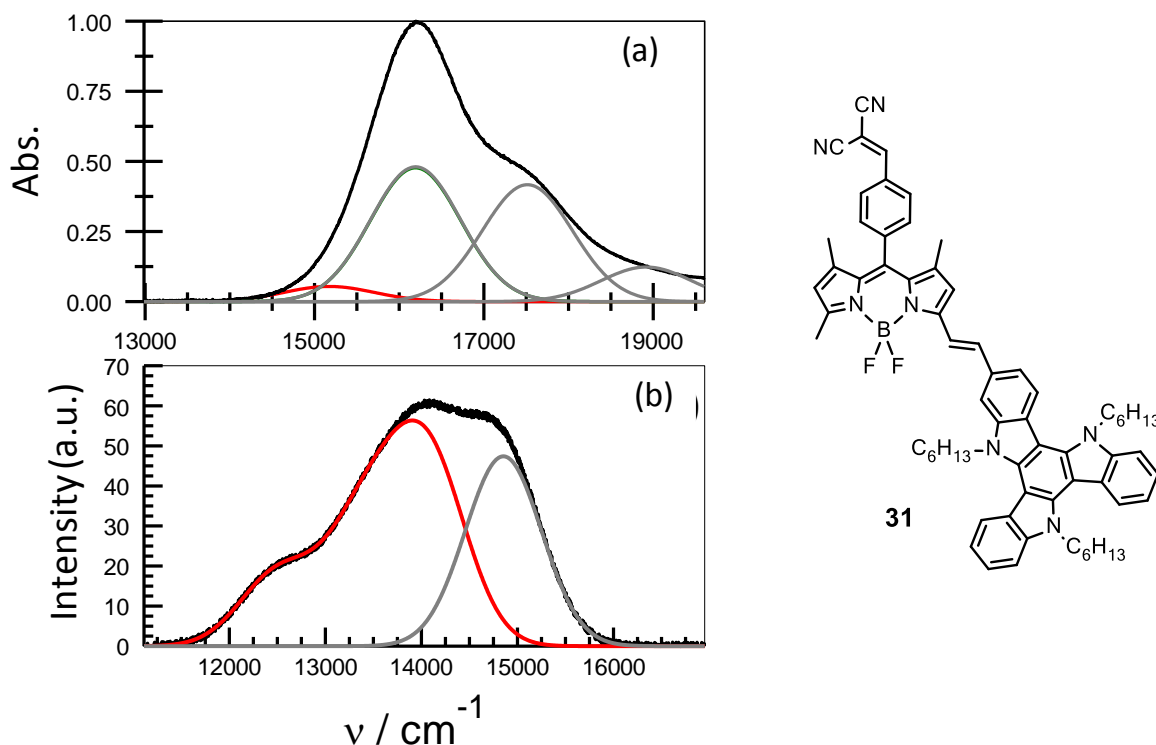 (a)
Abs.
1.00
0.75
0.50
0.25
0.00
13000 15000 17000 19000
(b)
Intensity (a.u.)
70
60
50
40
30
20
10
0
12000 13000 14000 15000 16000
ν / cm-1
CN
CN
N
N
B
F
F
C6H13
N
N
C6H13
N
C6H13
31